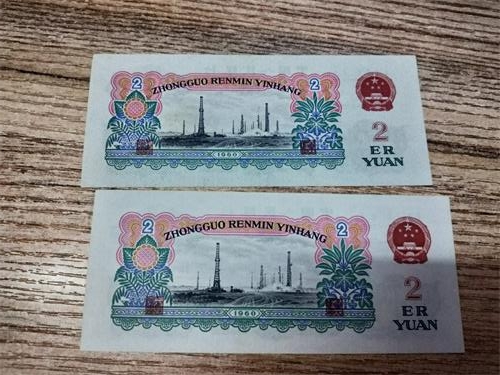 2 2
ZHONGGUO RENMIN YINHANG
2
ER
YUAN
1960
2 2
ZHONGGUO RENMIN YINHANG
2
ER
YUAN
1960